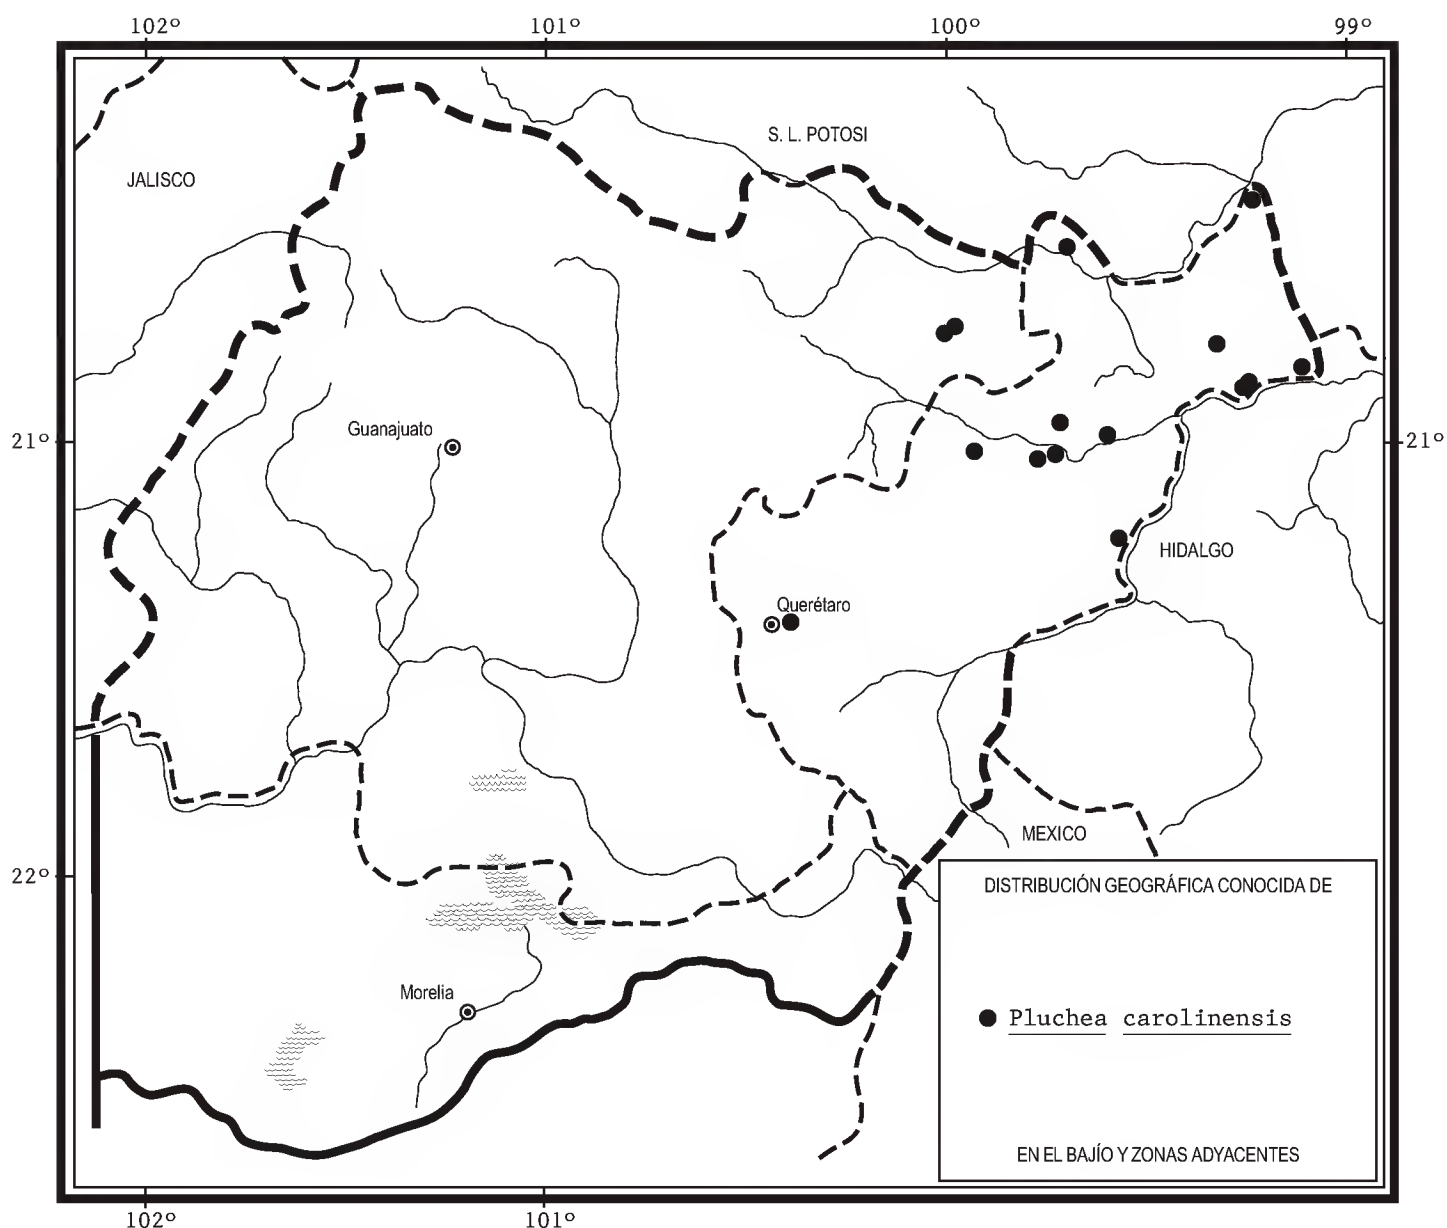 102º 101º 100º 99º
S. L. POTOSI
JALISCO
Guanajuato
21º 21º
HIDALGO
Querétaro
MEXICO
22º
DISTRIBUCIÓN GEOGRÁFICA CONOCIDA DE
Morelia
Pluchea carolinensis
EN EL BAJÍO Y ZONAS ADYACENTES
102º 101º